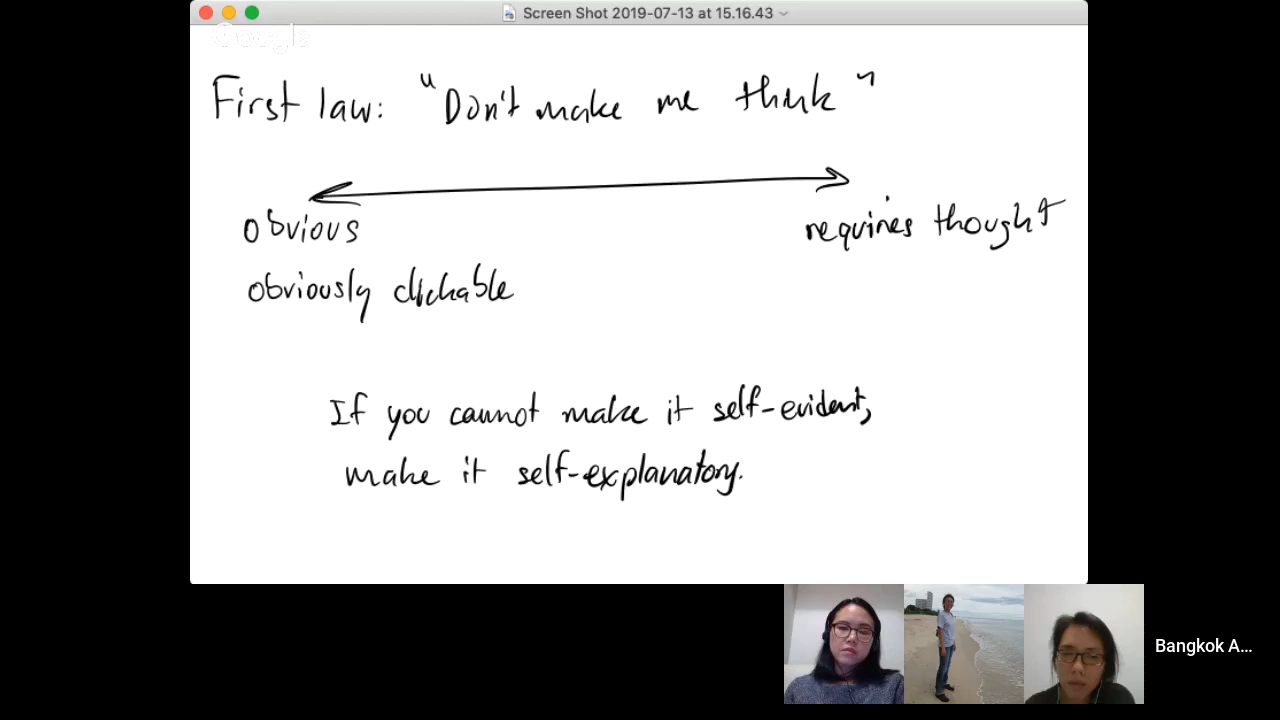 Screen Shot 2019-07-13 at 15.16.43
Google
First law: "Don't make me think"
obvious
requires thought
obviously clickable
If you cannot make it self-evident,
make it self-explanatory.
Bangkok A...